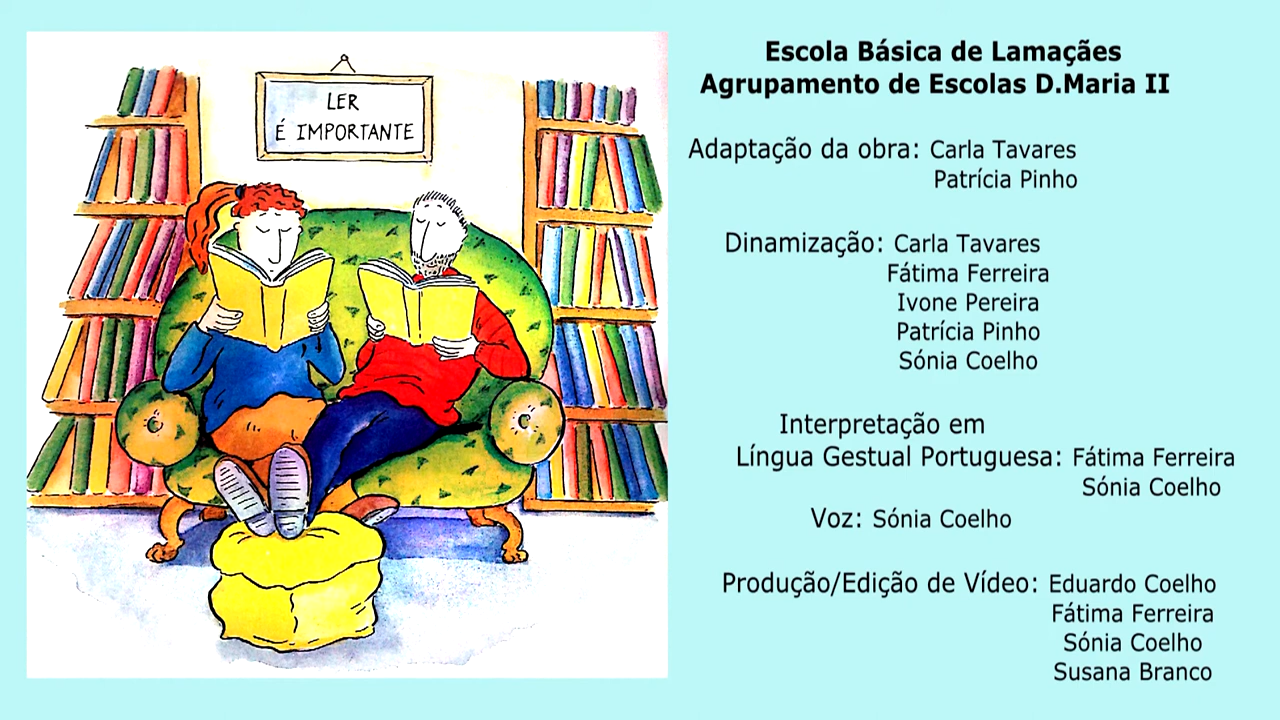 LER
É IMPORTANTE
Escola Básica de Lamaçães
Agrupamento de Escolas D.Maria II
Adaptação da obra: Carla Tavares
Patrícia Pinho
Dinamização: Carla Tavares
Fátima Ferreira
Ivone Pereira
Patrícia Pinho
Sónia Coelho
Interpretação em
Língua Gestual Portuguesa: Fátima Ferreira
Sónia Coelho
Voz: Sónia Coelho
Produção/Edição de Vídeo: Eduardo Coelho
Fátima Ferreira
Sónia Coelho
Susana Branco